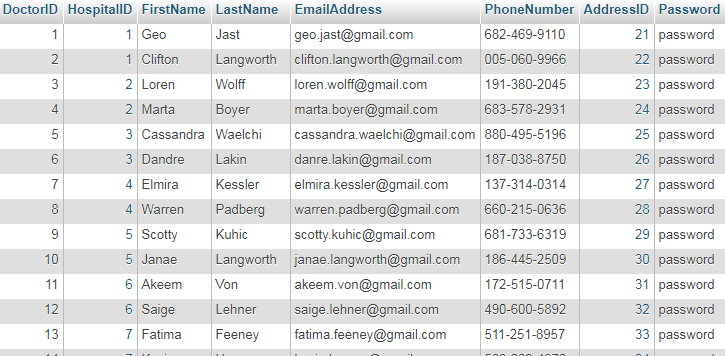 DoctorID HospitalID FirstName LastName EmailAddress PhoneNumber AddressID Password
1 1 Geo Jast geo.jast@gmail.com 682-469-9110 21 password
2 1 Clifton Langworth clifton.langworth@gmail.com 005-060-9966 22 password
3 2 Loren Wolff loren.wolff@gmail.com 191-380-2045 23 password
4 2 Marta Boyer marta.boyer@gmail.com 683-578-2931 24 password
5 3 Cassandra Waelchi cassandra.waelchi@gmail.com 880-495-5196 25 password
6 3 Dandre Lakin danre.lakin@gmail.com 187-038-8750 26 password
7 4 Elmira Kessler elmira.kessler@gmail.com 137-314-0314 27 password
8 4 Warren Padberg warren.padberg@gmail.com 660-215-0636 28 password
9 5 Scotty Kuhic scotty.kuhic@gmail.com 681-733-6319 29 password
10 5 Janae Langworth janae.langworth@gmail.com 186-445-2509 30 password
11 6 Akeem Von akeem.von@gmail.com 172-515-0711 31 password
12 6 Saige Lehner saige.lehner@gmail.com 490-600-5892 32 password
13 7 Fatima Feeney fatima.feeney@gmail.com 511-251-8957 33 password